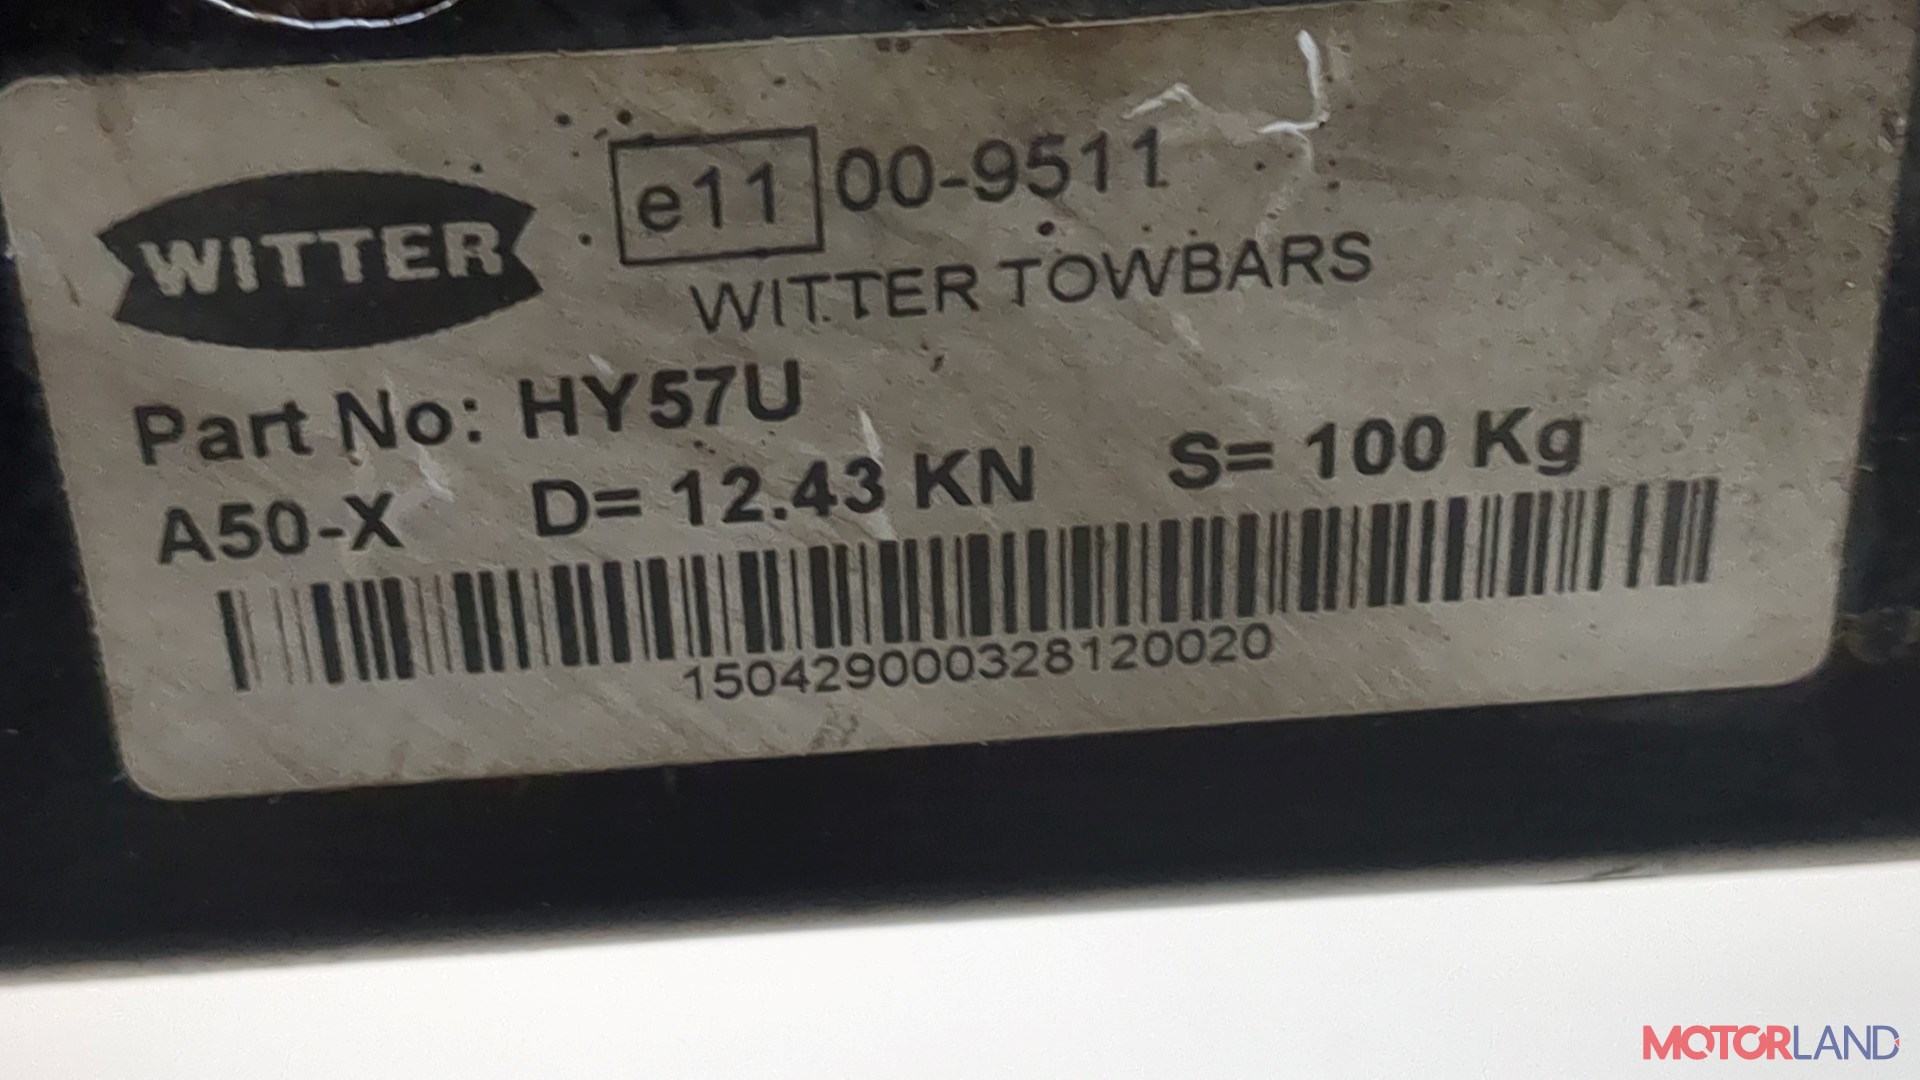 WITTER
e11 00-9511
WITTER TOWBARS
Part No: HY57U
A50-X D= 12.43 KN S= 100 Kg
150429000328120020
MOTORLAND